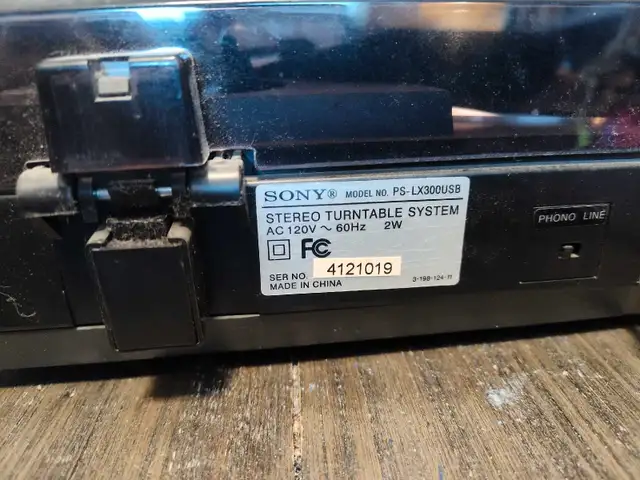 SONY® MODEL NO. PS-LX300USB
STEREO TURNTABLE SYSTEM
AC 120V ~ 60Hz 2W
FC
SER NO. 4121019
MADE IN CHINA
3-198-124-11
PHONO LINE